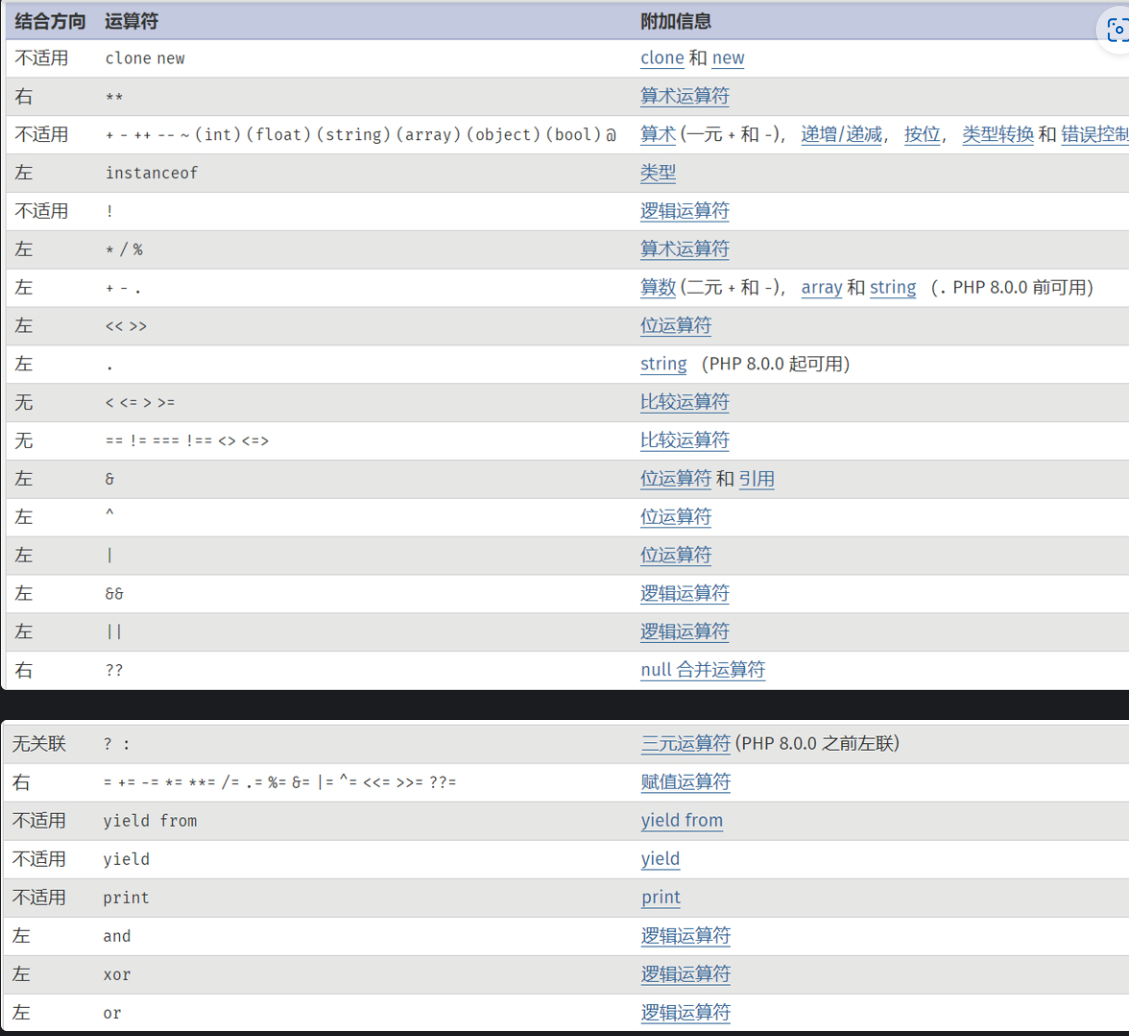 结合方向 运算符 附加信息
不适用 clone new clone 和 new
右 ** 算术运算符
不适用 + - ++ -- ~ (int) (float) (string) (array) (object) (bool) @ 算术 (一元 + 和 -)， 递增/递减， 按位， 类型转换 和 错误控制
左 instanceof 类型
不适用 ! 逻辑运算符
左 * / % 算术运算符
左 + - . 算数 (二元 + 和 -)， array 和 string （. PHP 8.0.0 前可用）
左 << >> 位运算符
左 . string （PHP 8.0.0 起可用）
无 < <= > >= 比较运算符
无 == != === !== <> <=> 比较运算符
左 & 位运算符 和 引用
左 ^ 位运算符
左 | 位运算符
左 && 逻辑运算符
左 || 逻辑运算符
右 ?? null 合并运算符
无关联 ? : 三元运算符 (PHP 8.0.0 之前左联)
右 = += -= *= **= /= .= %= &= |= ^= <<= >>= ??= 赋值运算符
不适用 yield from yield from
不适用 yield yield
不适用 print print
左 and 逻辑运算符
左 xor 逻辑运算符
左 or 逻辑运算符